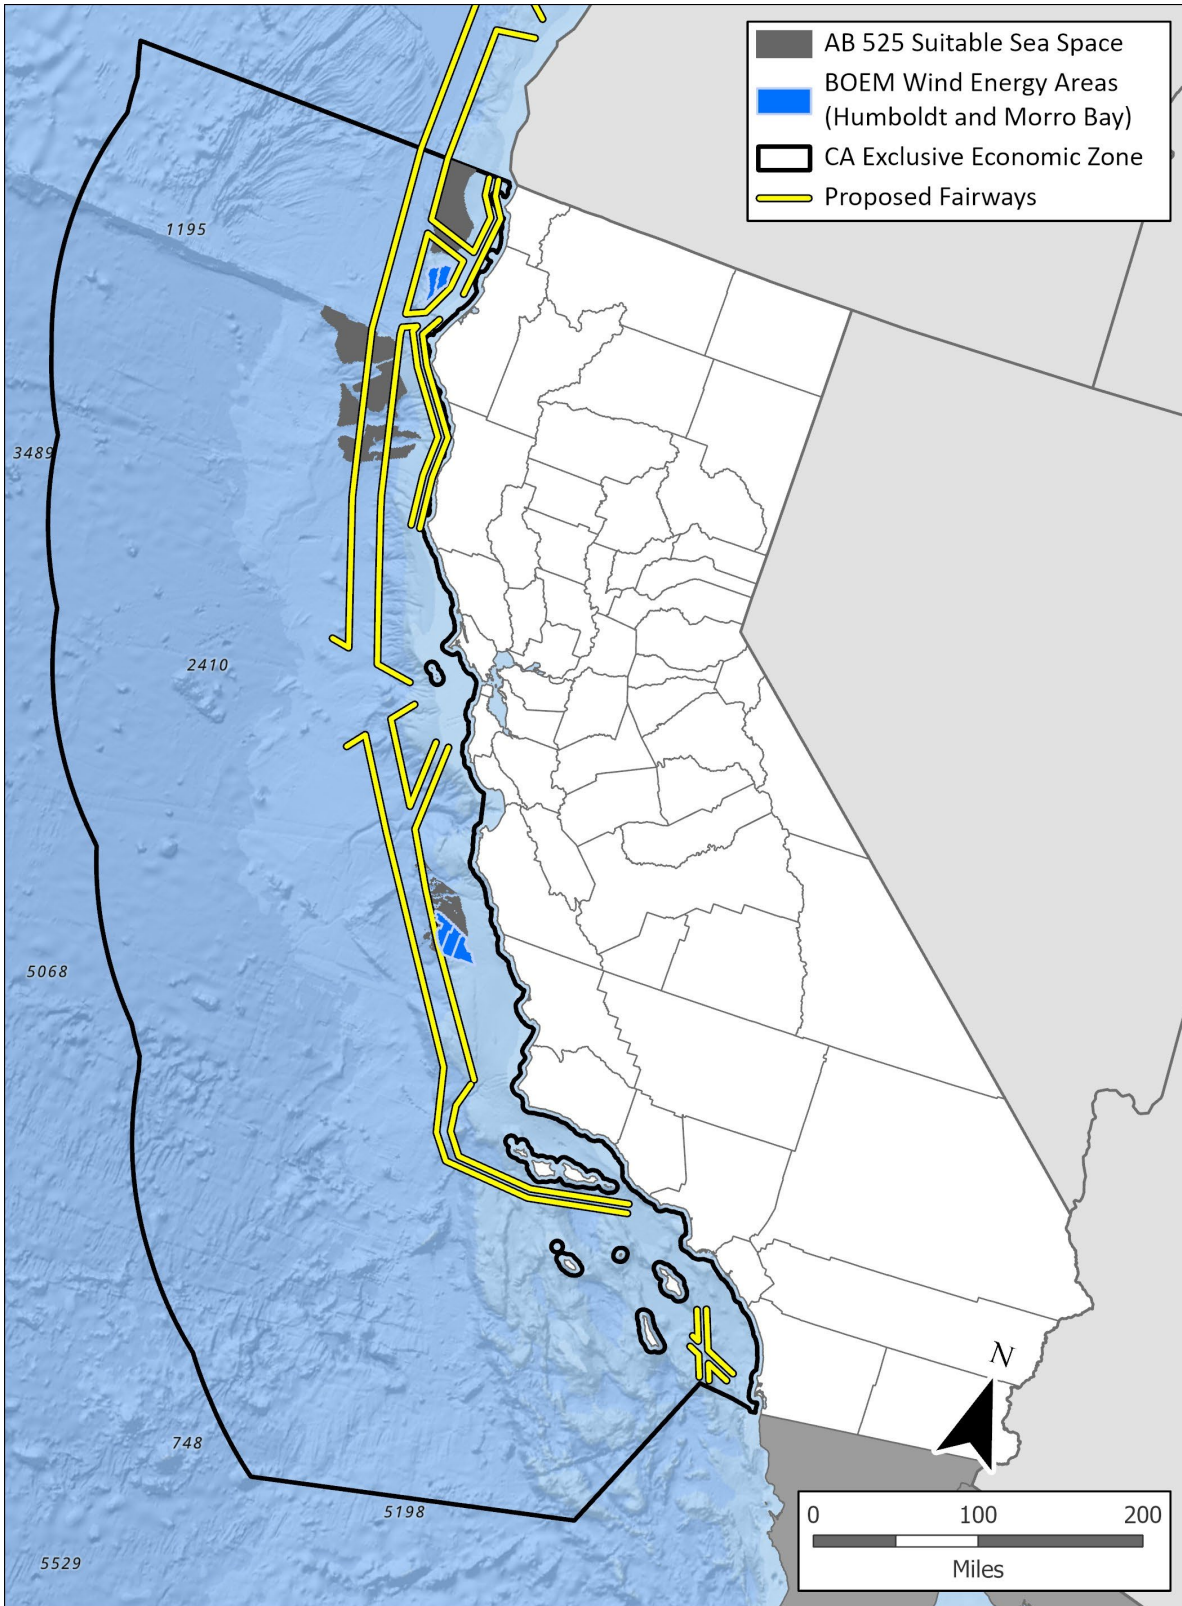 AB 525 Suitable Sea Space
BOEM Wind Energy Areas
(Humboldt and Morro Bay)
CA Exclusive Economic Zone
Proposed Fairways
1195
3489
2410
5068
N
748
5198
5529
0 100 200
Miles